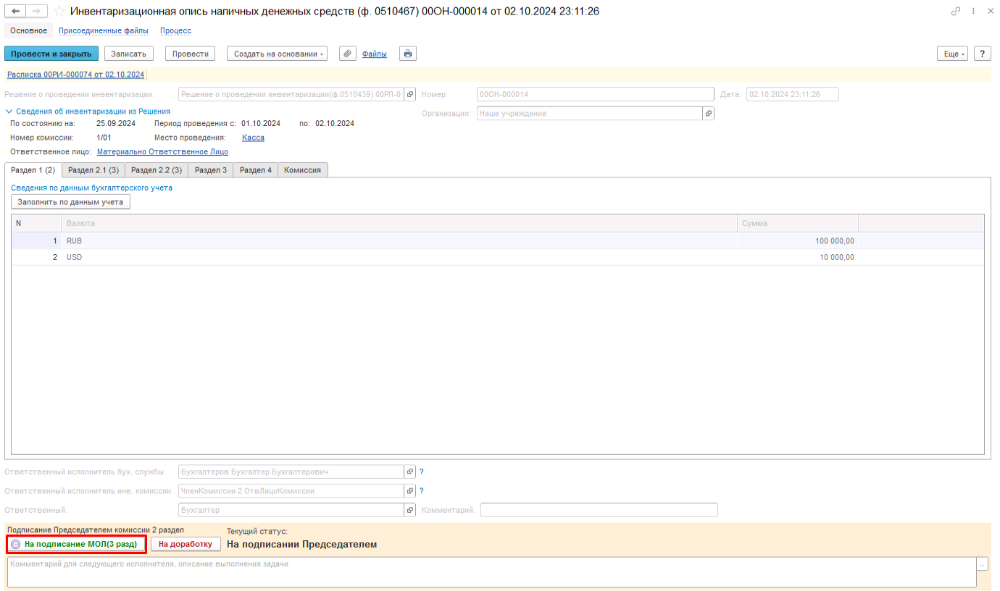 Инвентаризационная опись наличных денежных средств (ф. 0510467) 00ОН-000014 от 02.10.2024 23:11:26
Основное Присоединенные файлы Процесс
Провести и закрыть Записать Провести Создать на основании Файлы Еще ?
Расписка 00РИ-000074 от 02.10.2024
Решение о проведении инвентаризации: Решение о проведении инвентаризации(ф.0510439) 00РП-0 Номер: 00ОН-000014 Дата: 02.10.2024 23:11:26
Сведения об инвентаризации из Решения Организация: Наше учреждение
По состоянию на: 25.09.2024 Период проведения с: 01.10.2024 по: 02.10.2024
Номер комиссии: 1/01 Место проведения: Касса
Ответственное лицо: Материально Ответственное Лицо
Раздел 1 (2) Раздел 2.1 (3) Раздел 2.2 (3) Раздел 3 Раздел 4 Комиссия
Сведения по данным бухгалтерского учета
Заполнить по данным учета
N Валюта Сумма
1 RUB 100 000,00
2 USD 10 000,00
Ответственный исполнитель бух. службы: Бухгалтеров Бухгалтер Бухгалтерович ?
Ответственный исполнитель инв. комиссии: ЧленКомиссии 2 ОтвЛицоКомиссии ?
Ответственный: Бухгалтер Комментарий:
Подписание Председателем комиссии 2 раздел Текущий статус:
На подписание МОЛ(3 разд) На доработку На подписании Председателем
Комментарий для следующего исполнителя, описание выполнения задачи ...